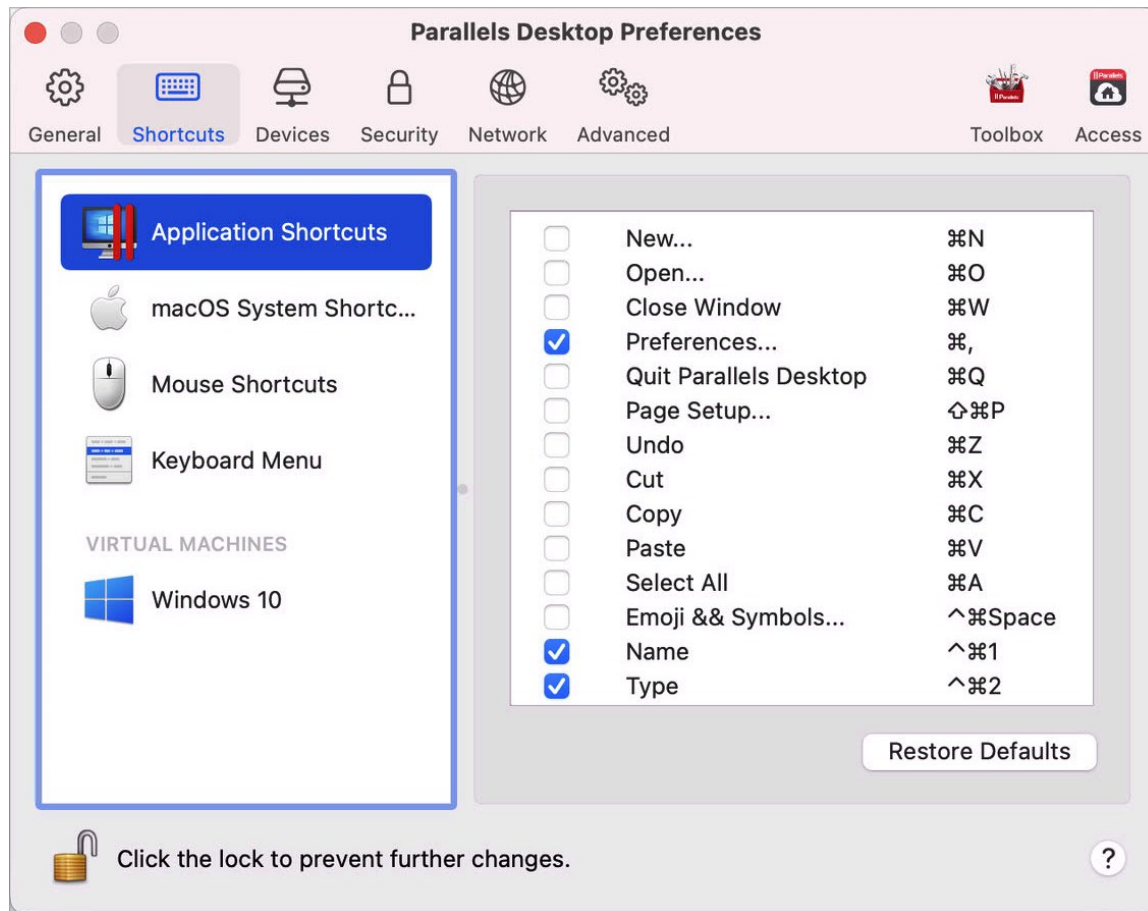 Parallels Desktop Preferences
General Shortcuts Devices Security Network Advanced Toolbox Access
Application Shortcuts
macOS System Shortc...
Mouse Shortcuts
Keyboard Menu
VIRTUAL MACHINES
Windows 10
New... ⌘N
Open... ⌘O
Close Window ⌘W
Preferences... ⌘,
Quit Parallels Desktop ⌘Q
Page Setup... ⇧⌘P
Undo ⌘Z
Cut ⌘X
Copy ⌘C
Paste ⌘V
Select All ⌘A
Emoji && Symbols... ^⌘Space
Name ^⌘1
Type ^⌘2
Restore Defaults
Click the lock to prevent further changes.
?